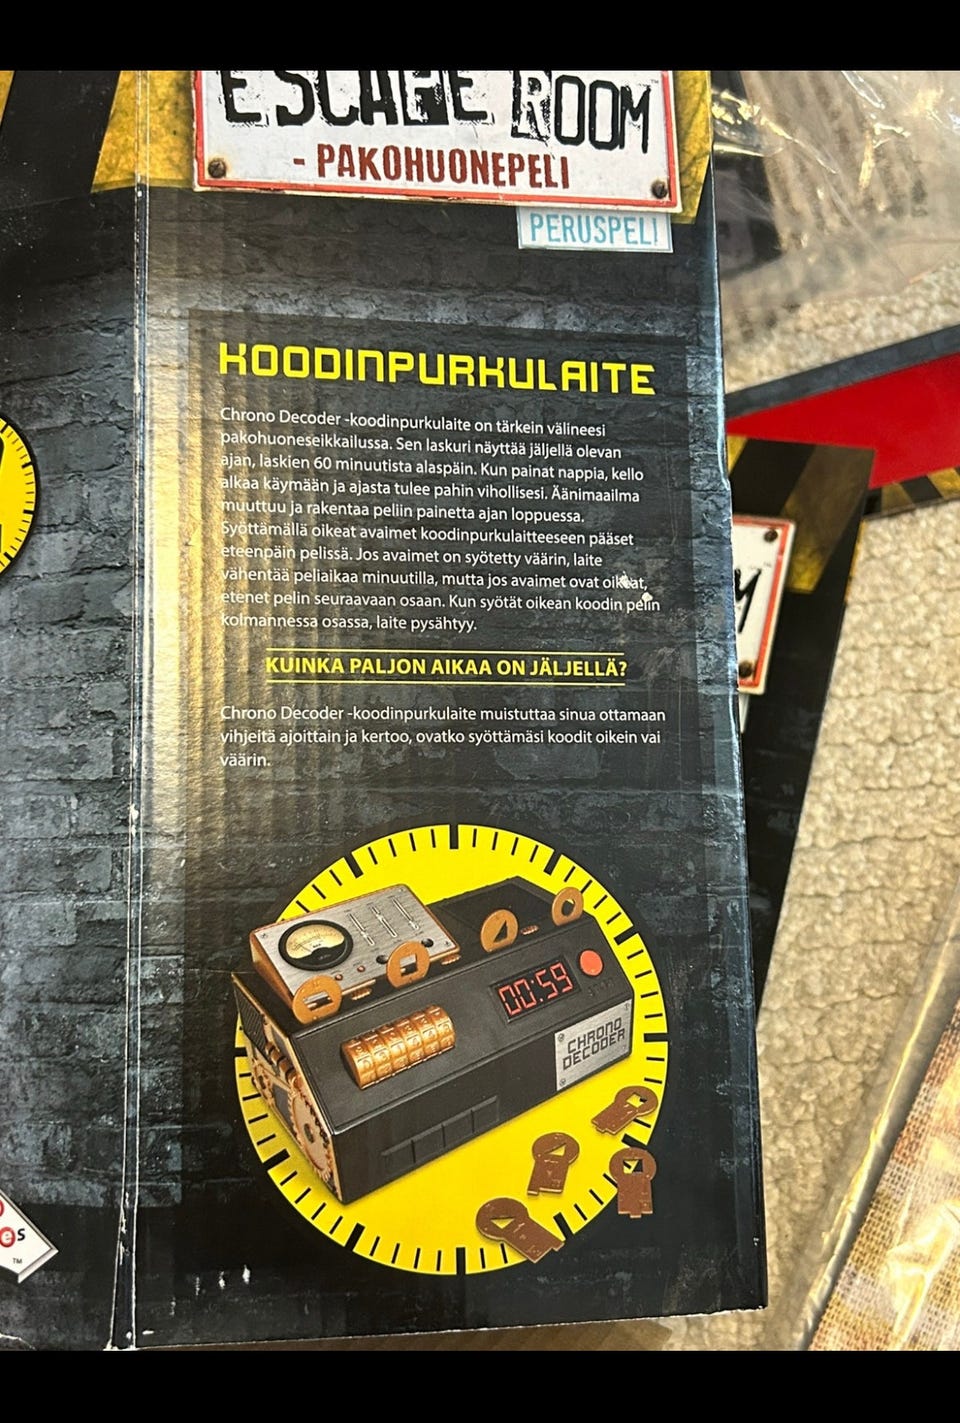 ESCAPE ROOM
- PAKOHUONEPELI
PERUSPELI
KOODINPURKULAITE
Chrono Decoder -koodinpurkulaite on tärkein välineesi
pakohuoneseikkailussa. Sen laskuri näyttää jäljellä olevan
ajan, laskien 60 minuutista alaspäin. Kun painat nappia, kello
alkaa käymään ja ajasta tulee pahin vihollisesi. Äänimaailma
muuttuu ja rakentaa peliin painetta ajan loppuessa.
Syöttämällä oikeat avaimet koodinpurkulaitteeseen pääset
eteenpäin pelissä. Jos avaimet on syötetty väärin, laite
vähentää peliaikaa minuutilla, mutta jos avaimet ovat oikeat,
etenet pelin seuraavaan osaan. Kun syötät oikean koodin pelin
kolmannessa osassa, laite pysähtyy.
KUINKA PALJON AIKAA ON JÄLJELLÄ?
Chrono Decoder -koodinpurkulaite muistuttaa sinua ottamaan
vihjeitä ajoittain ja kertoo, ovatko syöttämäsi koodit oikein vai
väärin.
00:59
CHRONO
DECODER
es
TM